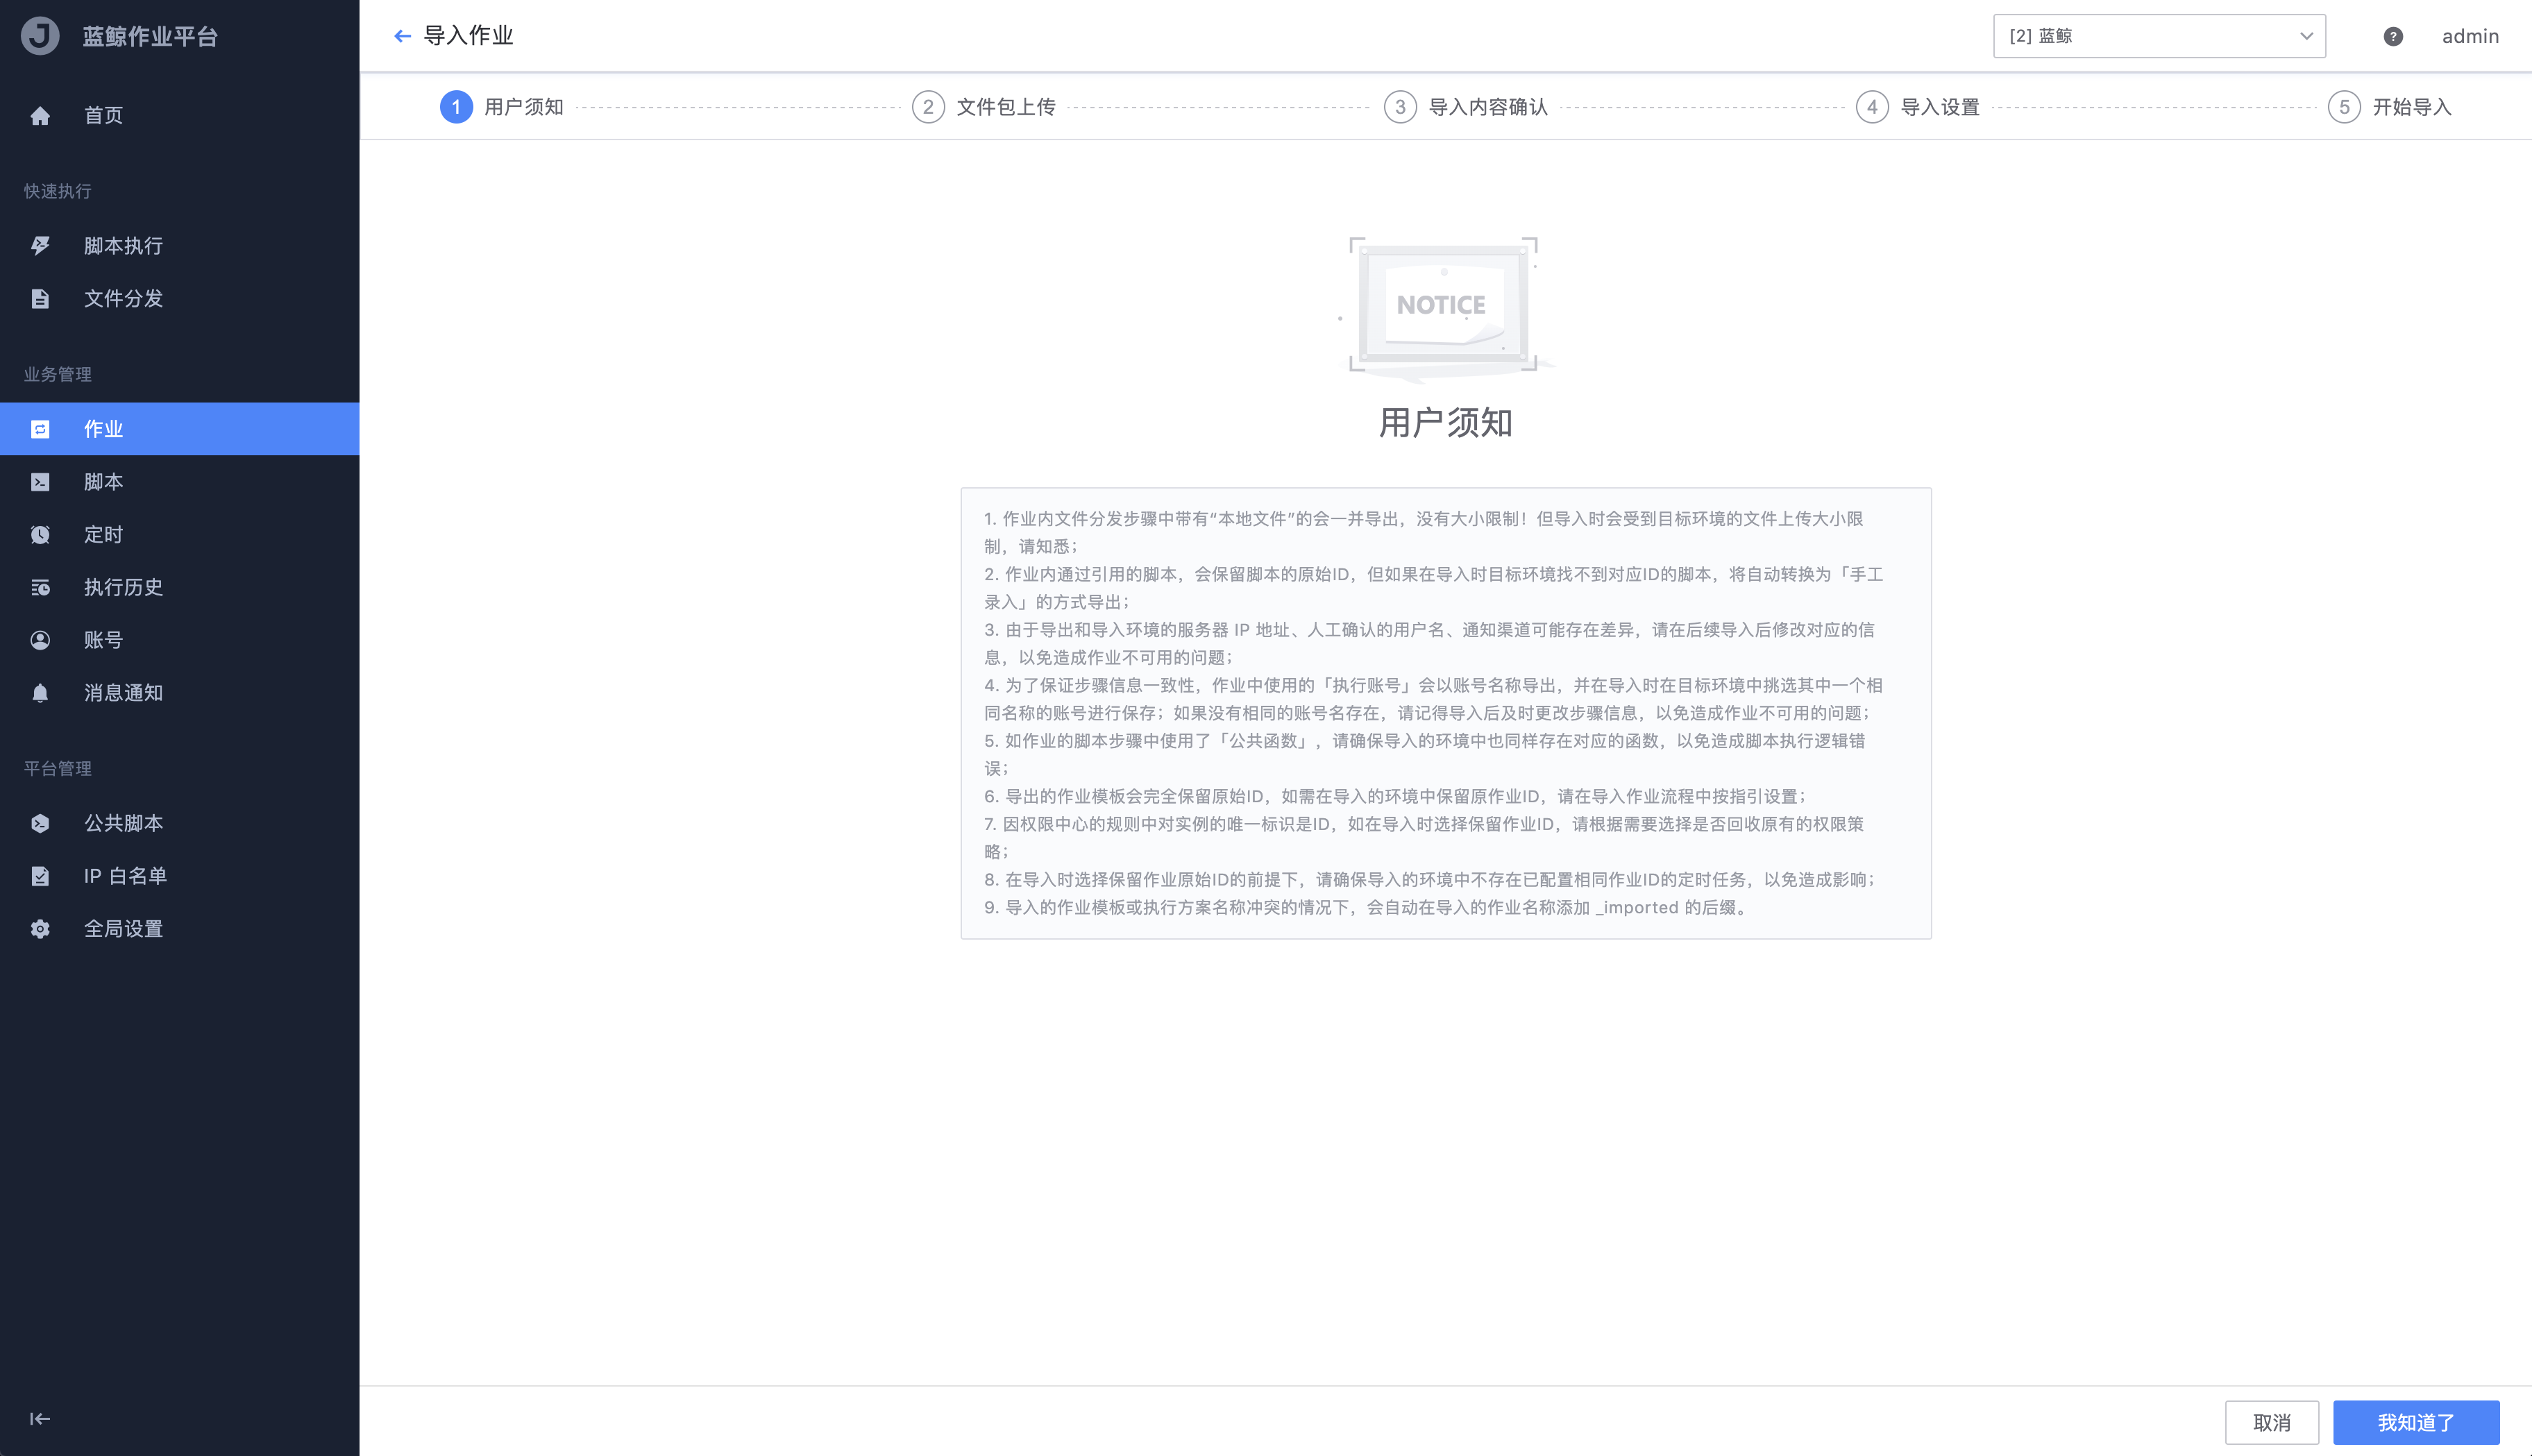 蓝鲸作业平台
首页
快速执行
脚本执行
文件分发
业务管理
作业
脚本
定时
执行历史
账号
消息通知
平台管理
公共脚本
IP 白名单
全局设置
导入作业
[2] 蓝鲸
?
admin
1 用户须知
2 文件包上传
3 导入内容确认
4 导入设置
5 开始导入
NOTICE
用户须知
1. 作业内文件分发步骤中带有“本地文件”的会一并导出，没有大小限制！但导入时会受到目标环境的文件上传大小限
制，请知悉；
2. 作业内通过引用的脚本，会保留脚本的原始ID，但如果在导入时目标环境找不到对应ID的脚本，将自动转换为「手工
录入」的方式导出；
3. 由于导出和导入环境的服务器 IP 地址、人工确认的用户名、通知渠道可能存在差异，请在后续导入后修改对应的信
息，以免造成作业不可用的问题；
4. 为了保证步骤信息一致性，作业中使用的「执行账号」会以账号名称导出，并在导入时在目标环境中挑选其中一个相
同名称的账号进行保存；如果没有相同的账号名存在，请记得导入后及时更改步骤信息，以免造成作业不可用的问题；
5. 如作业的脚本步骤中使用了「公共函数」，请确保导入的环境中也同样存在对应的函数，以免造成脚本执行逻辑错
误；
6. 导出的作业模板会完全保留原始ID，如需在导入的环境中保留原作业ID，请在导入作业流程中按指引设置；
7. 因权限中心的规则中对实例的唯一标识是ID，如在导入时选择保留作业ID，请根据需要选择是否回收原有的权限策
略；
8. 在导入时选择保留作业原始ID的前提下，请确保导入的环境中不存在已配置相同作业ID的定时任务，以免造成影响；
9. 导入的作业模板或执行方案名称冲突的情况下，会自动在导入的作业名称添加 _imported 的后缀。
取消
我知道了